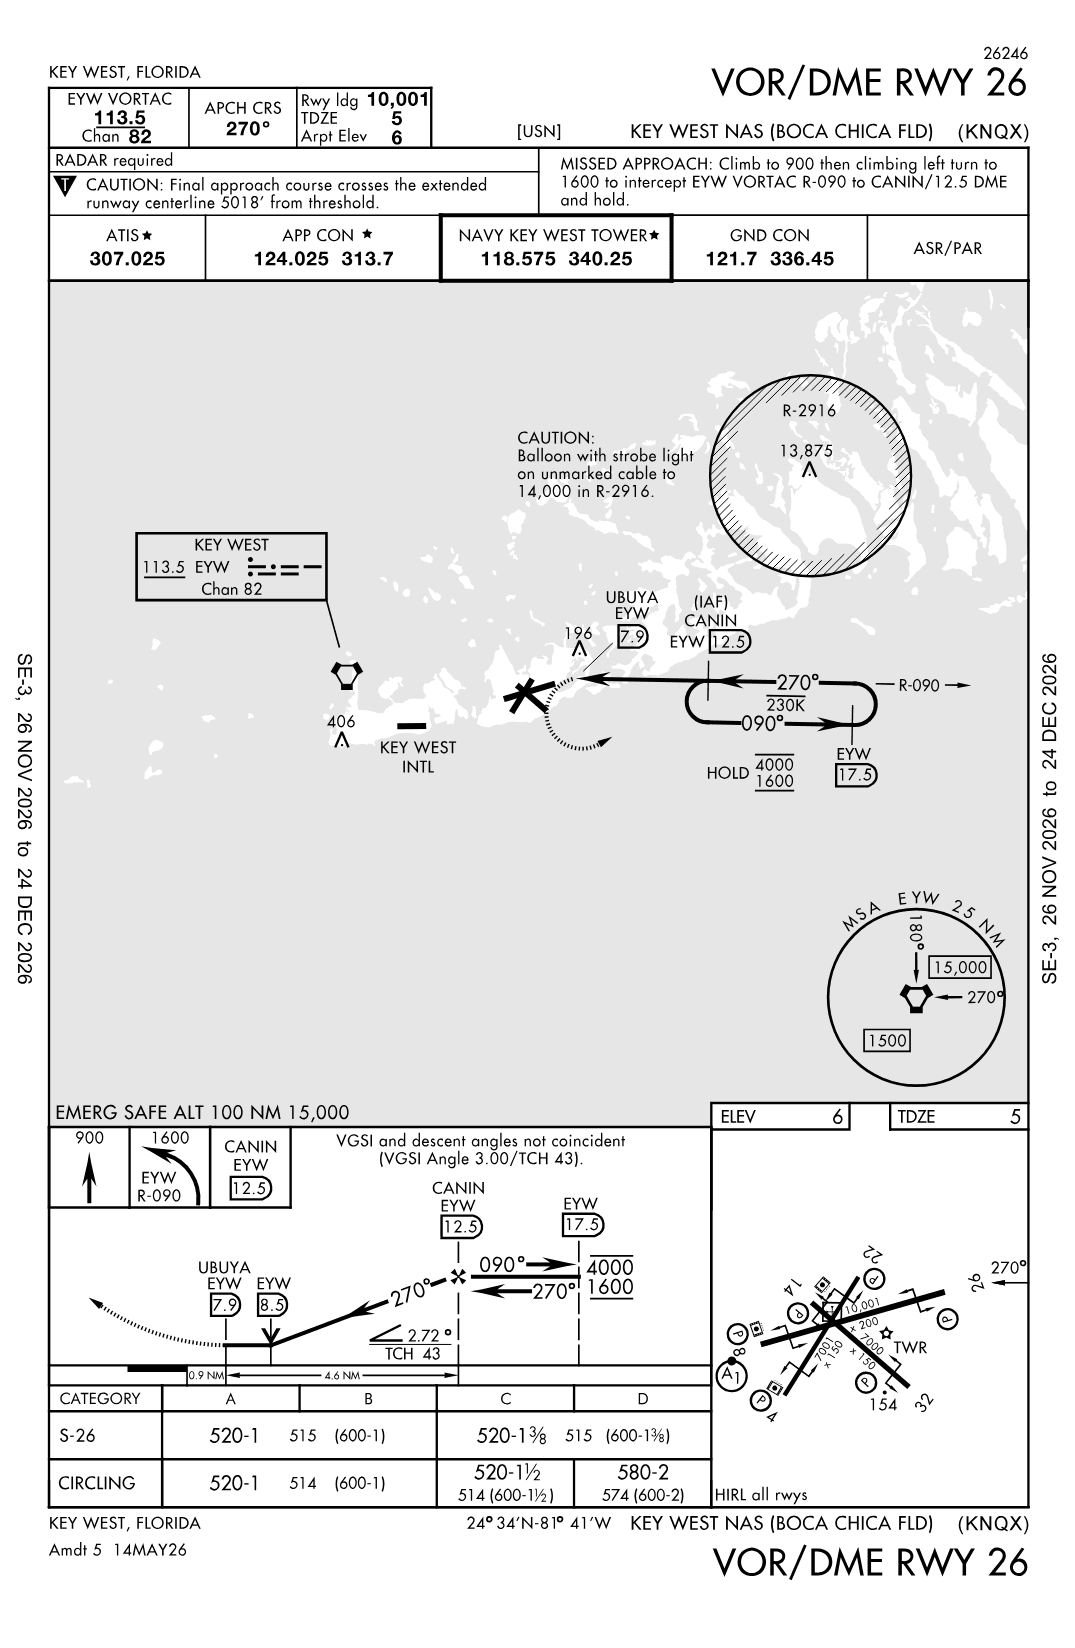 26246
KEY WEST, FLORIDA
VOR/DME RWY 26
[USN]
KEY WEST NAS (BOCA CHICA FLD) (KNQX)
EYW VORTAC
113.5
Chan 82
APCH CRS
270°
Rwy ldg 10,001
TDZE 5
Arpt Elev 6
RADAR required
T
CAUTION: Final approach course crosses the extended
runway centerline 5018’ from threshold.
MISSED APPROACH: Climb to 900 then climbing left turn to
1600 to intercept EYW VORTAC R-090 to CANIN/12.5 DME
and hold.
ATIS★
307.025
APP CON ★
124.025 313.7
NAVY KEY WEST TOWER★
118.575 340.25
GND CON
121.7 336.45
ASR/PAR
R-2916
13,875
CAUTION:
Balloon with strobe light
on unmarked cable to
14,000 in R-2916.
KEY WEST
113.5 EYW
Chan 82
UBUYA
EYW
7.9
(IAF)
CANIN
EYW 12.5
196
270°
230K
090°
R-090
406
KEY WEST
INTL
HOLD 4000
1600
EYW
17.5
SE-3, 26 NOV 2026 to 24 DEC 2026
SE-3, 26 NOV 2026 to 24 DEC 2026
MSA EYW 25 NM
180°
15,000
270°
1500
EMERG SAFE ALT 100 NM 15,000
ELEV 6
TDZE 5
900
1600
EYW
R-090
CANIN
EYW
12.5
VGSI and descent angles not coincident
(VGSI Angle 3.00/TCH 43).
CANIN
EYW
12.5
EYW
17.5
UBUYA
EYW
7.9
EYW
8.5
090°
270°
270°
4000
1600
2.72°
TCH 43
0.9 NM
4.6 NM
22
14
26
270°
P
P
P
P
P
P
8
A1
10,001
x 200
7001
x 150
7000
x 150
TWR
154
4
32
HIRL all rwys
CATEGORY A B C D
S-26 520-1 515 (600-1) 520-1⅜ 515 (600-1⅜)
CIRCLING 520-1 514 (600-1) 520-1½ 580-2
514 (600-1½) 574 (600-2)
KEY WEST, FLORIDA
24° 34’N-81° 41’W
KEY WEST NAS (BOCA CHICA FLD) (KNQX)
Amdt 5 14MAY26
VOR/DME RWY 26